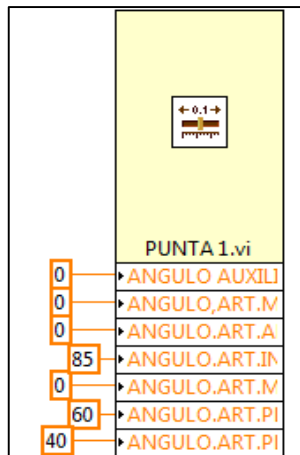 ←0.1→
PUNTA 1.vi
0 ANGULO AUXILI
0 ANGULO,ART.M
0 ANGULO.ART.A
85 ANGULO.ART.IN
0 ANGULO.ART.M
60 ANGULO.ART.PI
40 ANGULO.ART.PI